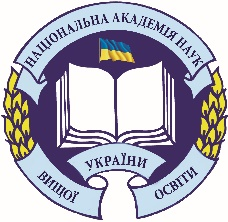 НАЦІОНАЛЬНА АКАДЕМІЯ НАУК
ВИЩОЇ
ОСВІТИ
УКРАЇНИ